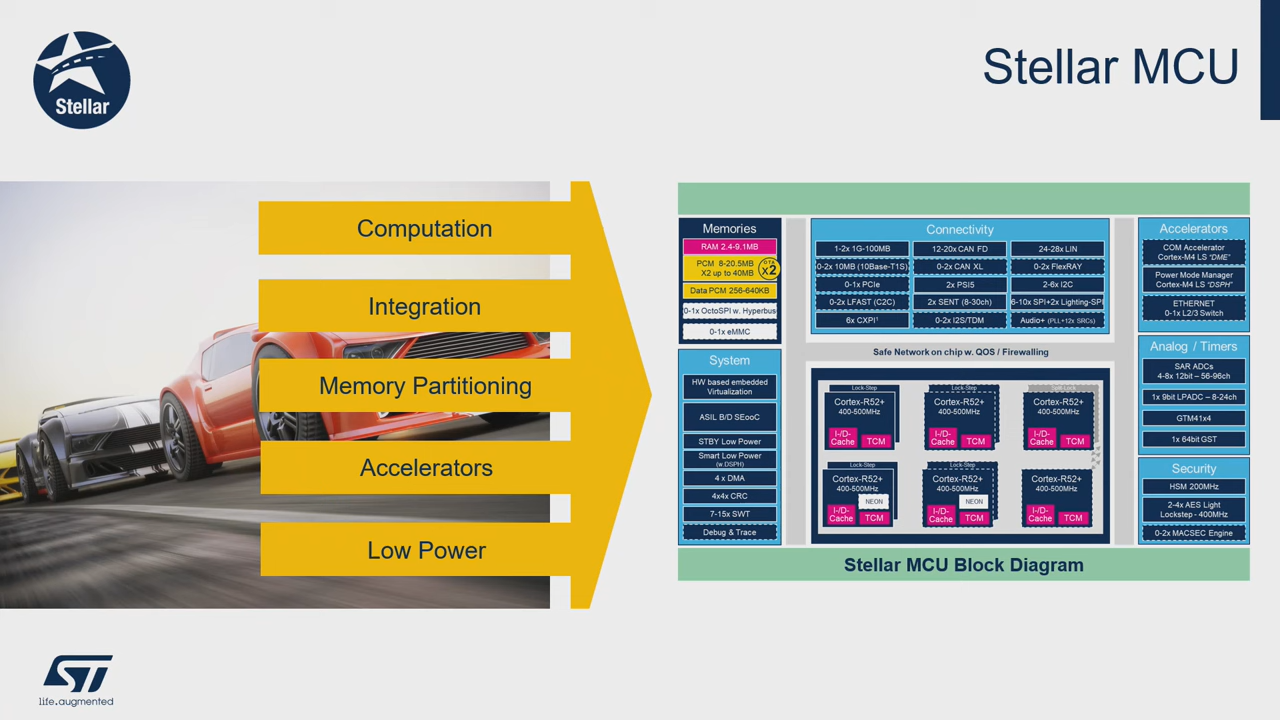 Stellar
Stellar MCU
Computation
Integration
Memory Partitioning
Accelerators
Low Power
Memories
RAM 2.4-9.1MB
PCM 8-20.5MB
X2 up to 40MB
OTA
x2
Data PCM 256-640KB
0-1x OctoSPI w. Hyperbus
0-1x eMMC
System
HW based embedded
Virtualization
ASIL B/D SEooC
STBY Low Power
Smart Low Power
(w.DSPH)
4 x DMA
4x4x CRC
7-15x SWT
Debug & Trace
Connectivity
1-2x 1G-100MB
12-20x CAN FD
24-28x LIN
0-2x 10MB (10Base-T1S)
0-2x CAN XL
0-2x FlexRAY
0-1x PCIe
2x PSI5
2-6x I2C
0-2x LFAST (C2C)
2x SENT (8-30ch)
6-10x SPI+2x Lighting-SPI
6x CXPI¹
0-2x I2S/TDM
Audio+ (PLL+12x SRCs)
Safe Network on chip w. QOS / Firewalling
Lock-Step
Cortex-R52+
400-500MHz
I/D-
Cache
TCM
Lock-Step
Cortex-R52+
400-500MHz
I/D-
Cache
TCM
Split-Lock
Cortex-R52+
400-500MHz
I/D-
Cache
TCM
Lock-Step
Cortex-R52+
400-500MHz
NEON
I/D-
Cache
TCM
Lock-Step
Cortex-R52+
400-500MHz
NEON
I/D-
Cache
TCM
Cortex-R52+
400-500MHz
I/D-
Cache
TCM
Accelerators
COM Accelerator
Cortex-M4 LS "DME"
Power Mode Manager
Cortex-M4 LS "DSPH"
ETHERNET
0-1x L2/3 Switch
Analog / Timers
SAR ADCs
4-8x 12bit – 56-96ch
1x 9bit LPADC – 8-24ch
GTM41x4
1x 64bit GST
Security
HSM 200MHz
2-4x AES Light
Lockstep - 400MHz
0-2x MACSEC Engine
Stellar MCU Block Diagram
ST
life.augmented